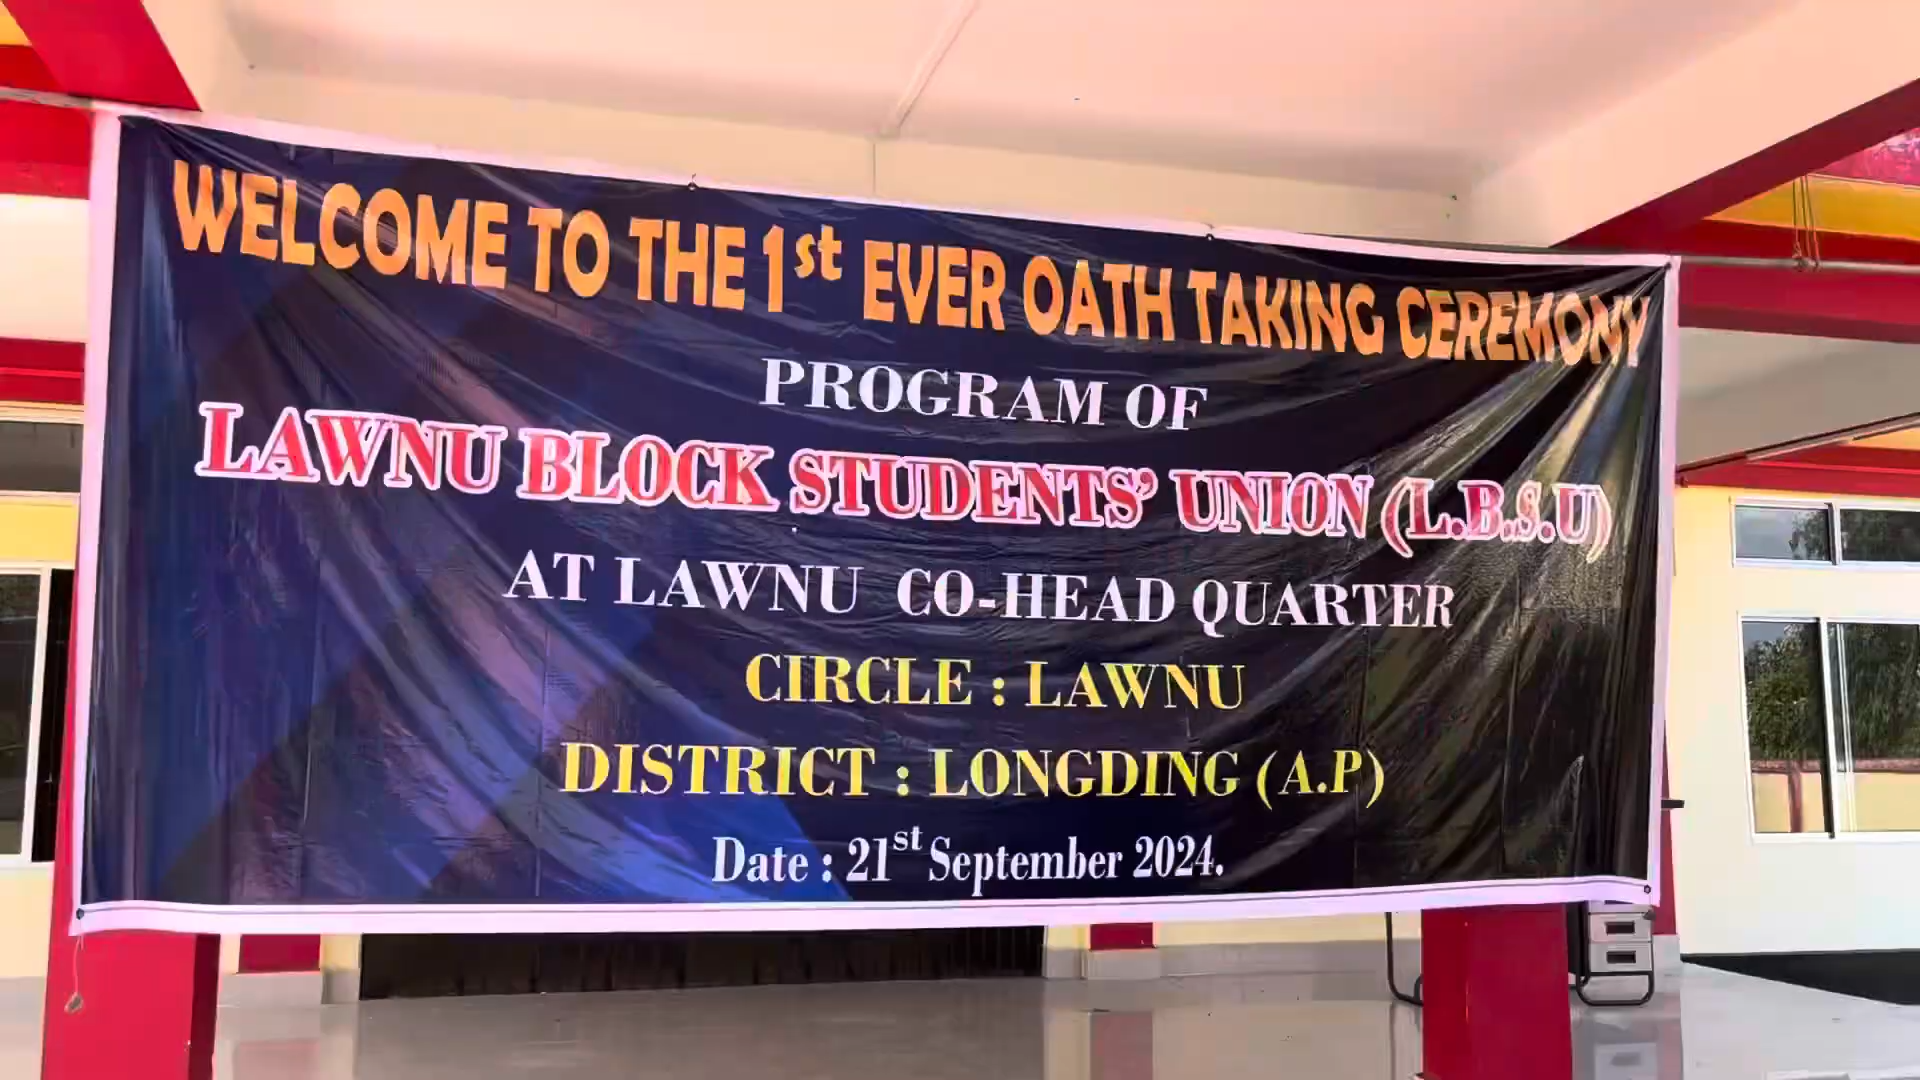 WELCOME TO THE 1st EVER OATH TAKING CEREMONY
PROGRAM OF
LAWNU BLOCK STUDENTS' UNION (L.B.S.U)
AT LAWNU CO-HEAD QUARTER
CIRCLE : LAWNU
DISTRICT : LONGDING (A.P)
Date : 21st September 2024.